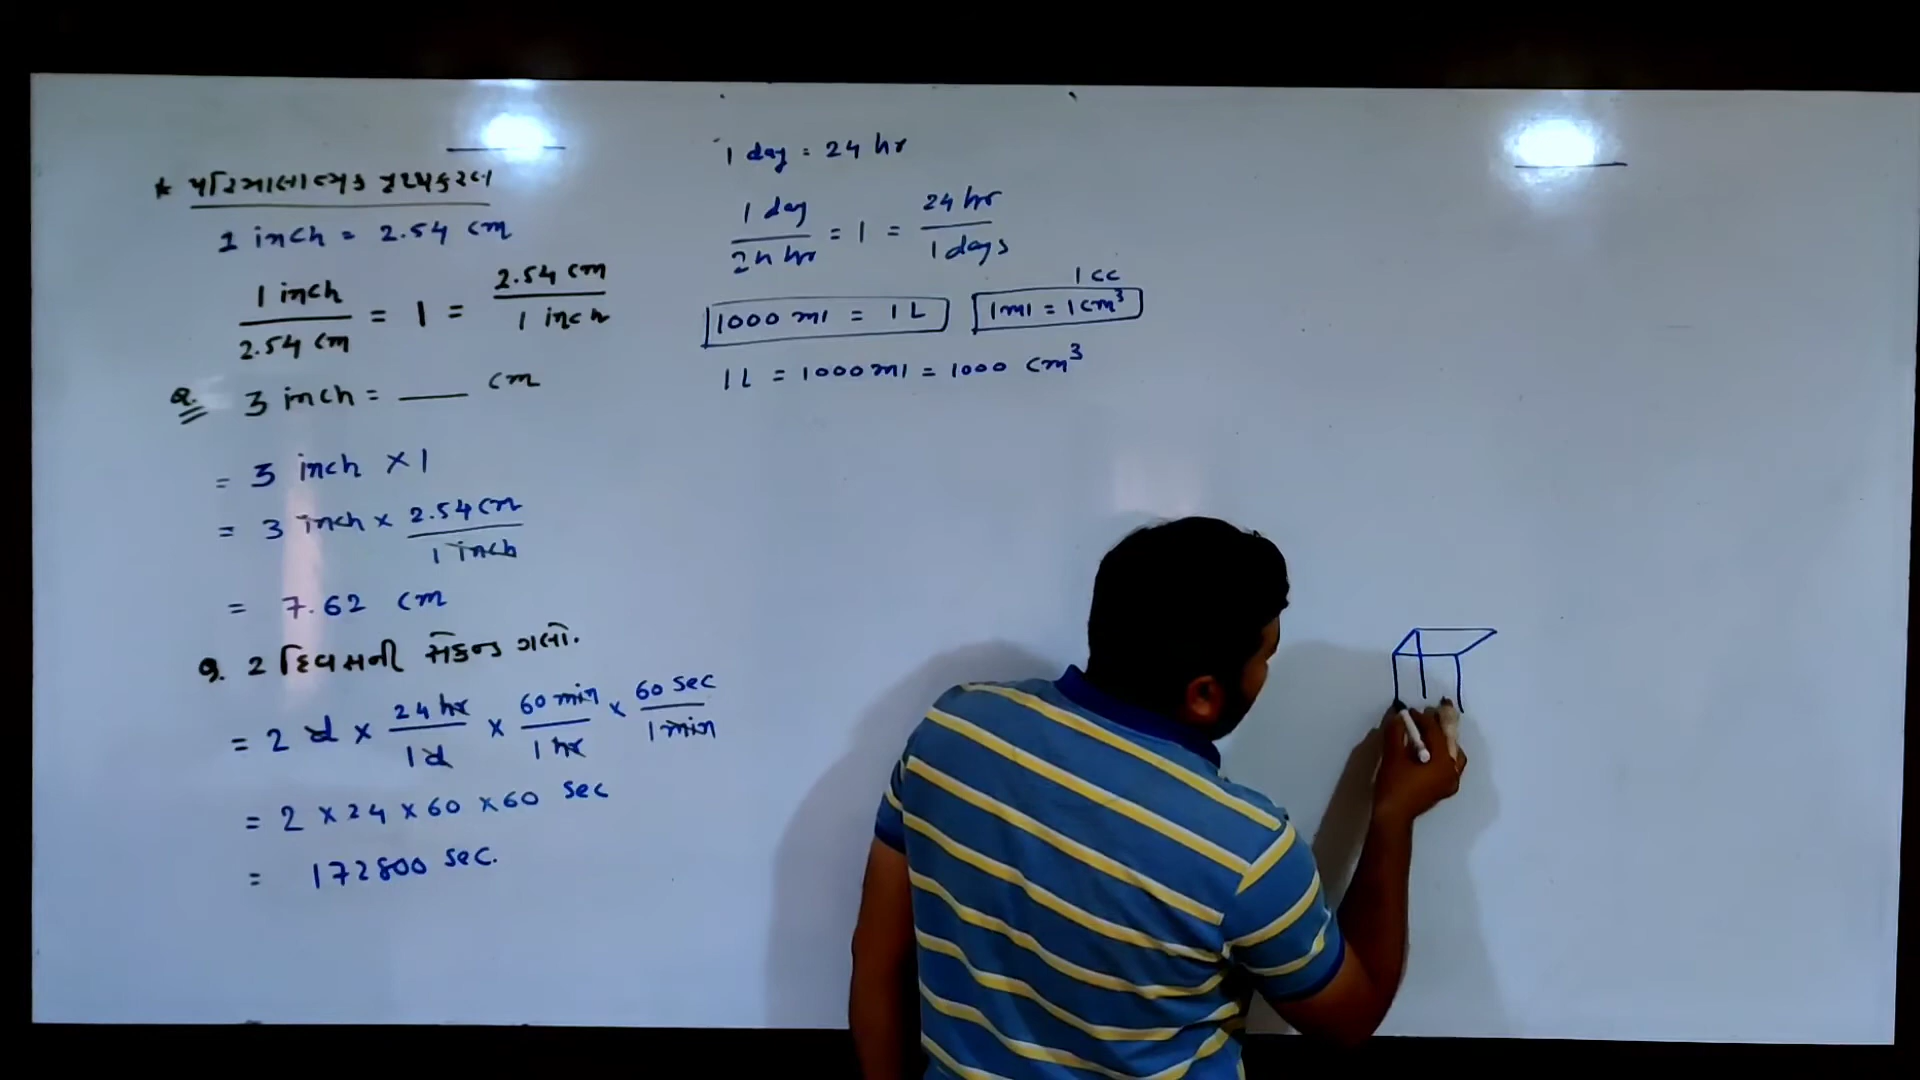 * પરિમાણાત્મક પૃથક્કરણ
1 inch = 2.54 cm
1 inch / 2.54 cm = 1 = 2.54 cm / 1 inch
Q. 3 inch = ___ cm
= 3 inch × 1
= 3 inch × 2.54 cm / 1 inch
= 7.62 cm
Q. 2 દિવસની સેકન્ડ ગણો.
= 2 d × 24 hr / 1 d × 60 min / 1 hr × 60 sec / 1 min
= 2 × 24 × 60 × 60 sec
= 172800 sec.
1 day = 24 hr
1 day / 24 hr = 1 = 24 hr / 1 days
1 cc
1000 ml = 1 L
1 ml = 1 cm³
1 L = 1000 ml = 1000 cm³